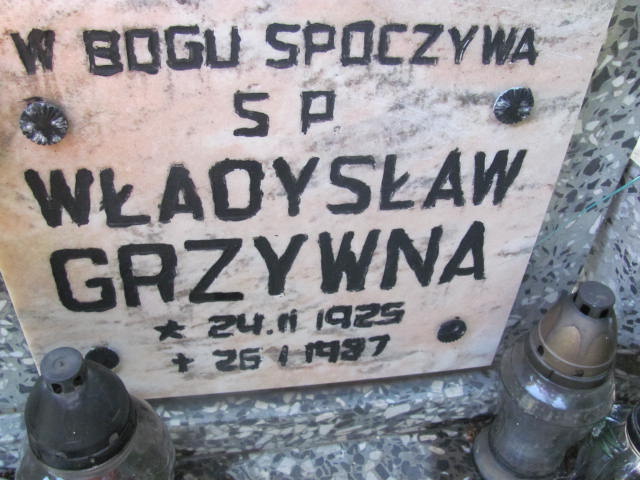 W BOGU SPOCZYWA
S P
WŁADYSŁAW
GRZYWNA
* 24.II 1925
+ 26 I 1987